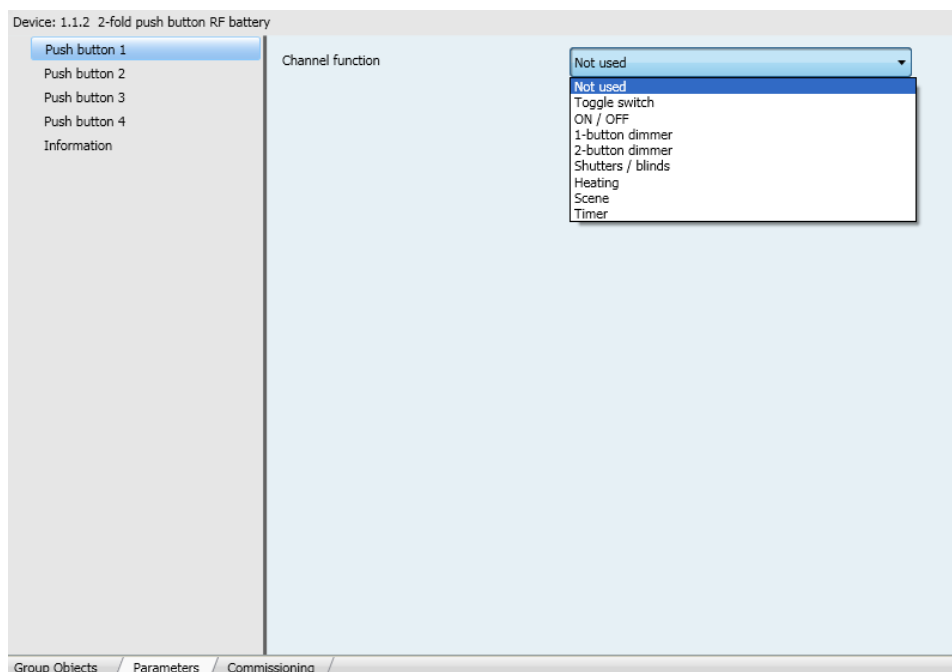 Device: 1.1.2 2-fold push button RF battery
Push button 1
Push button 2
Push button 3
Push button 4
Information
Channel function
Not used
Not used
Toggle switch
ON / OFF
1-button dimmer
2-button dimmer
Shutters / blinds
Heating
Scene
Timer
Group Objects / Parameters / Commissioning /